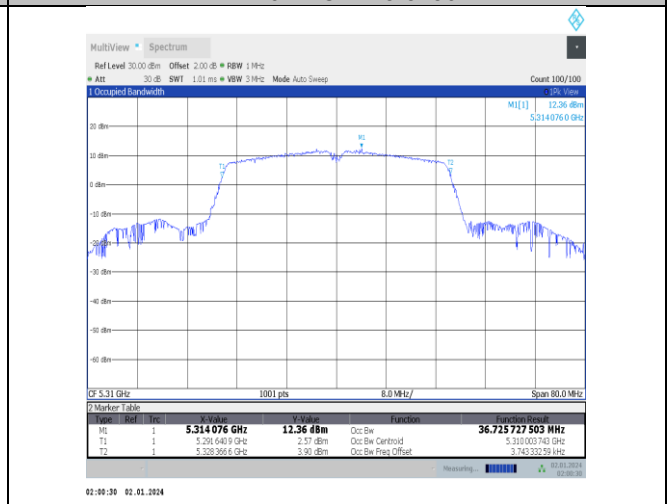 MultiView Spectrum
Ref Level 30.00 dBm Offset 2.00 dB RBW 1 MHz
Att 30 dB SWT 1.01 ms VBW 3 MHz Mode Auto Sweep Count 100/100
1 Occupied Bandwidth 1Pk View
M1[1] 12.36 dBm
5.3140760 GHz
20 dBm
M1
10 dBm
T1
T2
0 dBm
-10 dBm
-20 dBm
-30 dBm
-40 dBm
-50 dBm
-60 dBm
CF 5.31 GHz 1001 pts 8.0 MHz/ Span 80.0 MHz
2 Marker Table
Type Ref Trc X-Value Y-Value Function Function Result
M1 1 5.314 076 GHz 12.36 dBm Occ Bw 36.725 727 503 MHz
T1 1 5.291 640 9 GHz 2.57 dBm Occ Bw Centroid 5.310 003 743 GHz
T2 1 5.328 366 6 GHz 3.90 dBm Occ Bw Freq Offset 3.743 332 59 kHz
Measuring... 02.01.2024
02:00:30
02:00:30 02.01.2024